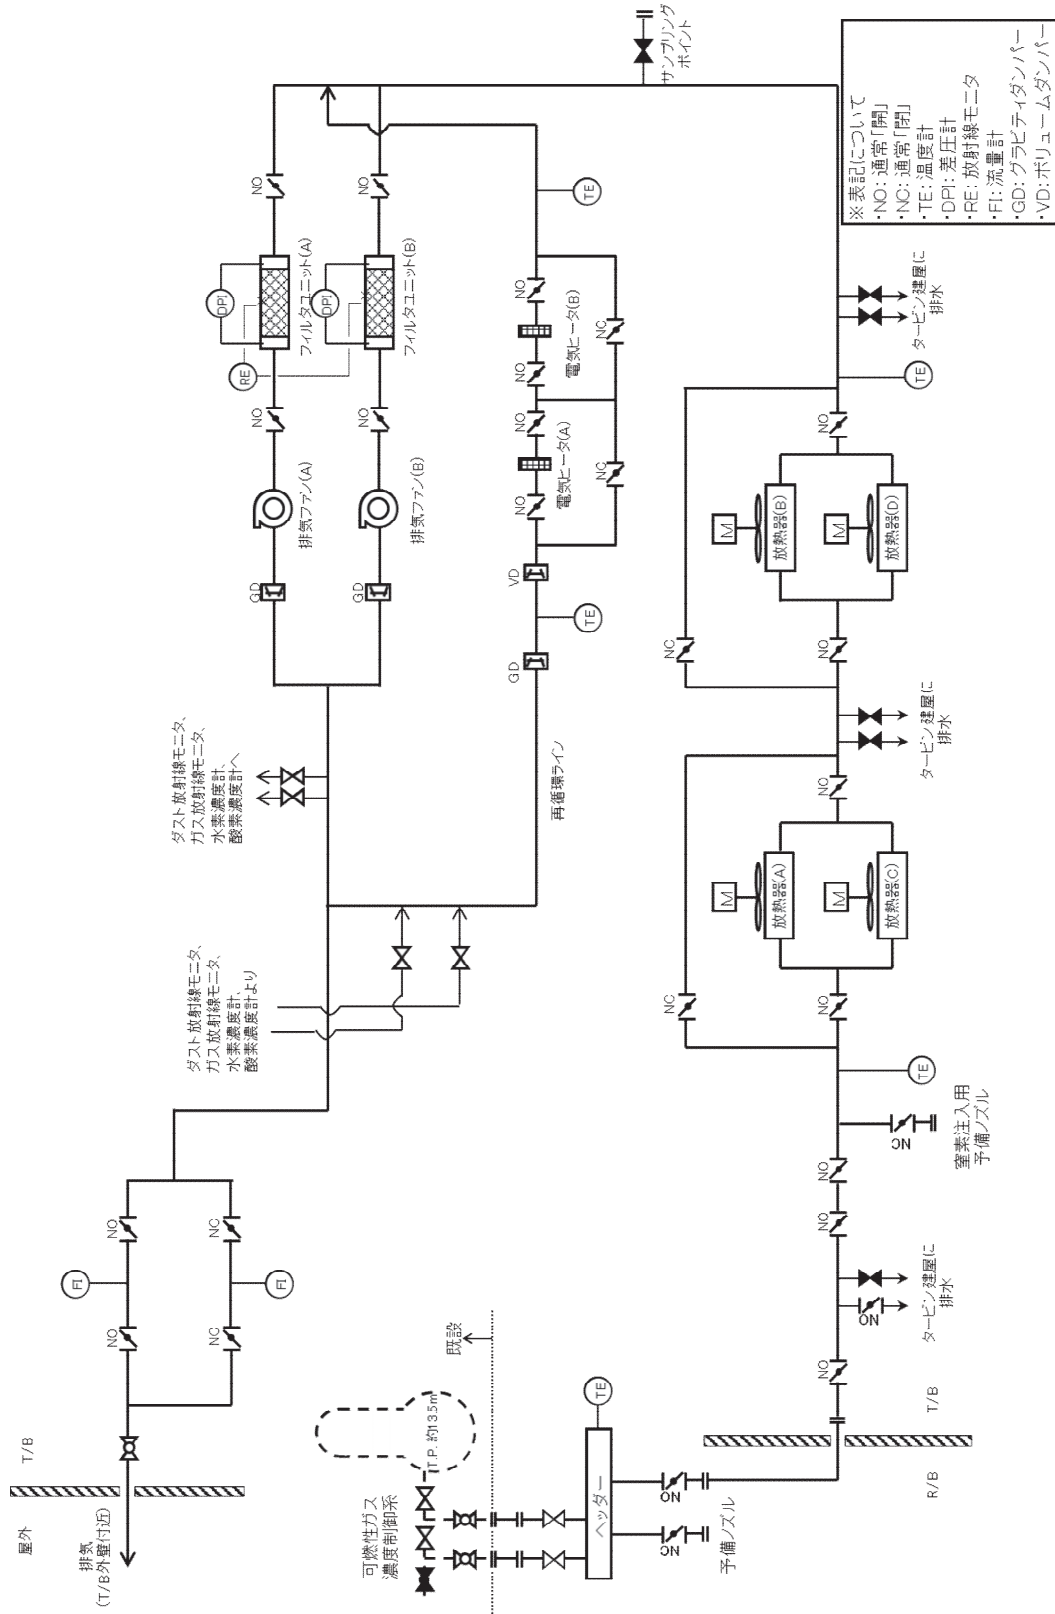 屋外
T/B
排気
(T/B外壁付近)
FI
FI
NO
NO
NC
NC
ダスト放射線モニタ、
ガス放射線モニタ、
水素濃度計、
酸素濃度計より
ダスト放射線モニタ、
ガス放射線モニタ、
水素濃度計、
酸素濃度計へ
GD
GD
排気ファン(A)
排気ファン(B)
NO
NO
RE
DPI
DPI
フィルタユニット(A)
フィルタユニット(B)
NO
NO
サンプリング
ポイント
再循環ライン
GD
TE
VD
NO
電気ヒータ(A)
NO
NC
NO
電気ヒータ(B)
NO
NC
TE
可燃性ガス
濃度制御系
T.P. 約13.5m
既設
ヘッダー
TE
NC
予備ノズル
NO
R/B
T/B
NO
NO
タービン建屋に
排水
NO
NO
NC
窒素注入用
予備ノズル
TE
NC
NO
M
放熱器(A)
M
放熱器(C)
NO
タービン建屋に
排水
NC
NO
M
放熱器(B)
M
放熱器(D)
NO
TE
タービン建屋に
排水
※表記について
・NO: 通常「開」
・NC: 通常「閉」
・TE: 温度計
・DPI: 差圧計
・RE: 放射線モニタ
・FI: 流量計
・GD: グラビティダンパー
・VD: ボリュームダンパー